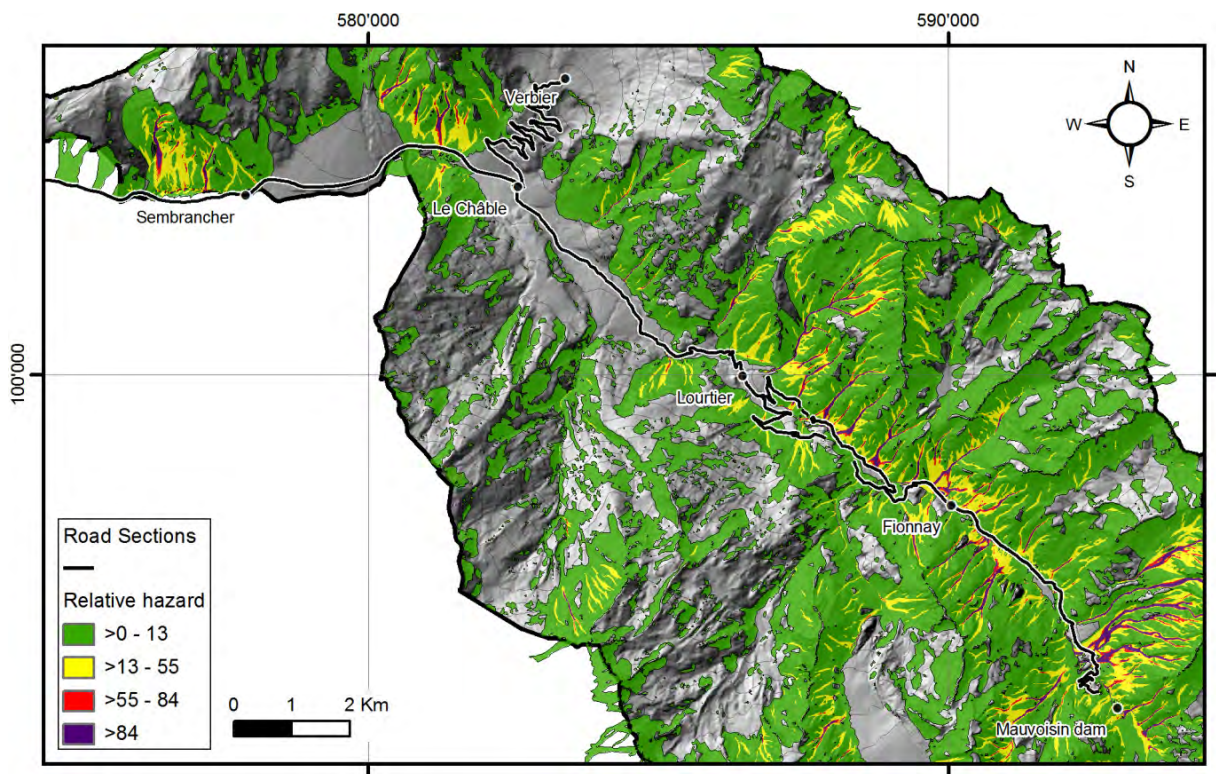 580'000
590'000
N
W
E
S
Verbier
Sembrancher
Le Châble
100'000
Lourtier
Fionnay
Mauvoisin dam
Road Sections
Relative hazard
>0 - 13
>13 - 55
>55 - 84
>84
0 1 2 Km